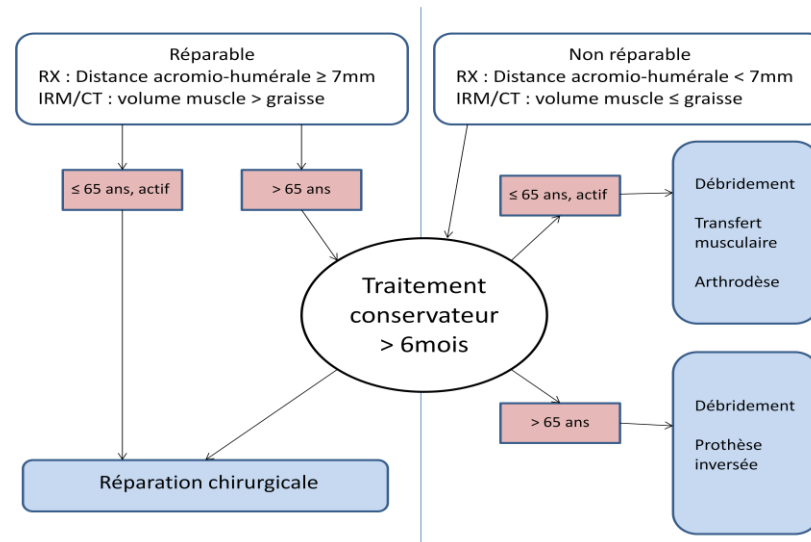 Réparable
RX : Distance acromio-humérale ≥ 7mm
IRM/CT : volume muscle > graisse
Non réparable
RX : Distance acromio-humérale < 7mm
IRM/CT : volume muscle ≤ graisse
≤ 65 ans, actif
> 65 ans
≤ 65 ans, actif
Débridement
Transfert
musculaire
Arthrodèse
Traitement
conservateur
> 6mois
> 65 ans
Débridement
Prothèse
inversée
Réparation chirurgicale